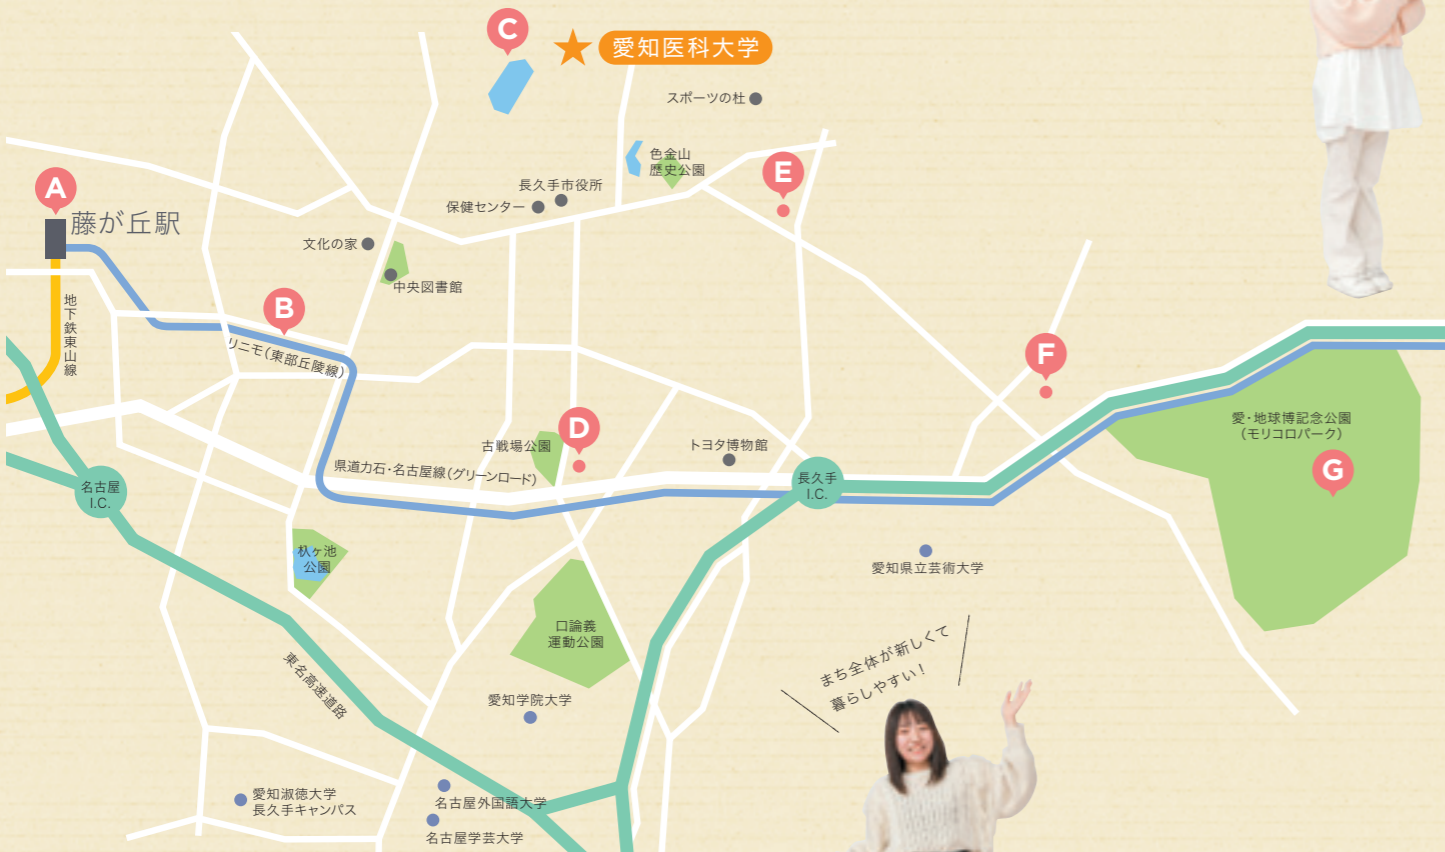 C
愛知医科大学
スポーツの杜
色金山
歴史公園
E
A
長久手市役所
保健センター
藤が丘駅
文化の家
中央図書館
地下鉄東山線
B
リニモ(東部丘陵線)
F
愛・地球博記念公園
(モリコロパーク)
G
D
古戦場公園
トヨタ博物館
県道力石・名古屋線(グリーンロード)
長久手
I.C.
名古屋
I.C.
杁ヶ池
公園
愛知県立芸術大学
口論義
運動公園
まち全体が新しくて
暮らしやすい!
東名高速道路
愛知学院大学
愛知淑徳大学
長久手キャンパス
名古屋外国語大学
名古屋学芸大学